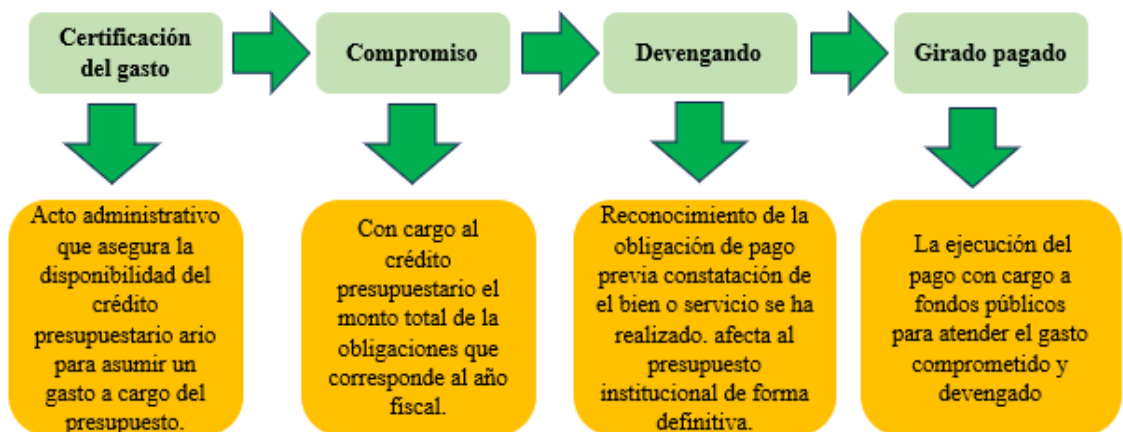 Certificación
del gasto
Compromiso
Devengando
Girado pagado
Acto administrativo
que asegura la
disponibilidad del
crédito
presupuestario ario
para asumir un
gasto a cargo del
presupuesto.
Con cargo al
crédito
presupuestario el
monto total de la
obligaciones que
corresponde al año
fiscal.
Reconocimiento de la
obligación de pago
previa constatación de
el bien o servicio se ha
realizado. afecta al
presupuesto
institucional de forma
definitiva.
La ejecución del
pago con cargo a
fondos públicos
para atender el gasto
comprometido y
devengado